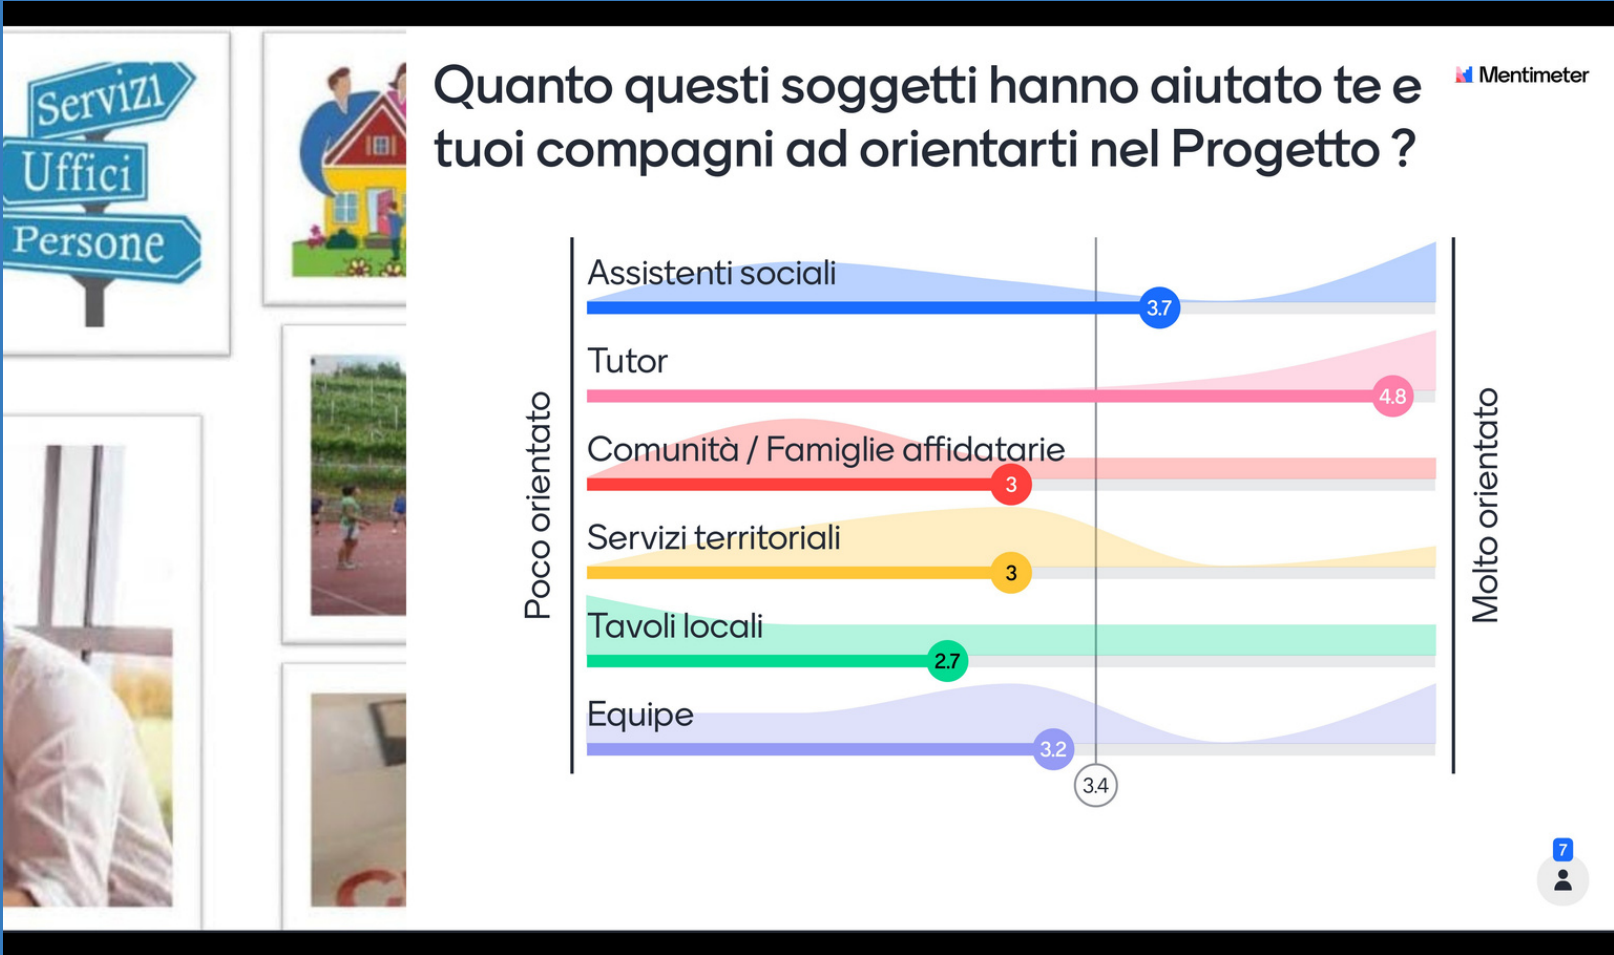 Servizi
Uffici
Persone
Quanto questi soggetti hanno aiutato te e
tuoi compagni ad orientarti nel Progetto ?
Mentimeter
Poco orientato
Assistenti sociali
3.7
Tutor
4.8
Comunità / Famiglie affidatarie
3
Servizi territoriali
3
Tavoli locali
2.7
Equipe
3.2
3.4
Molto orientato
7